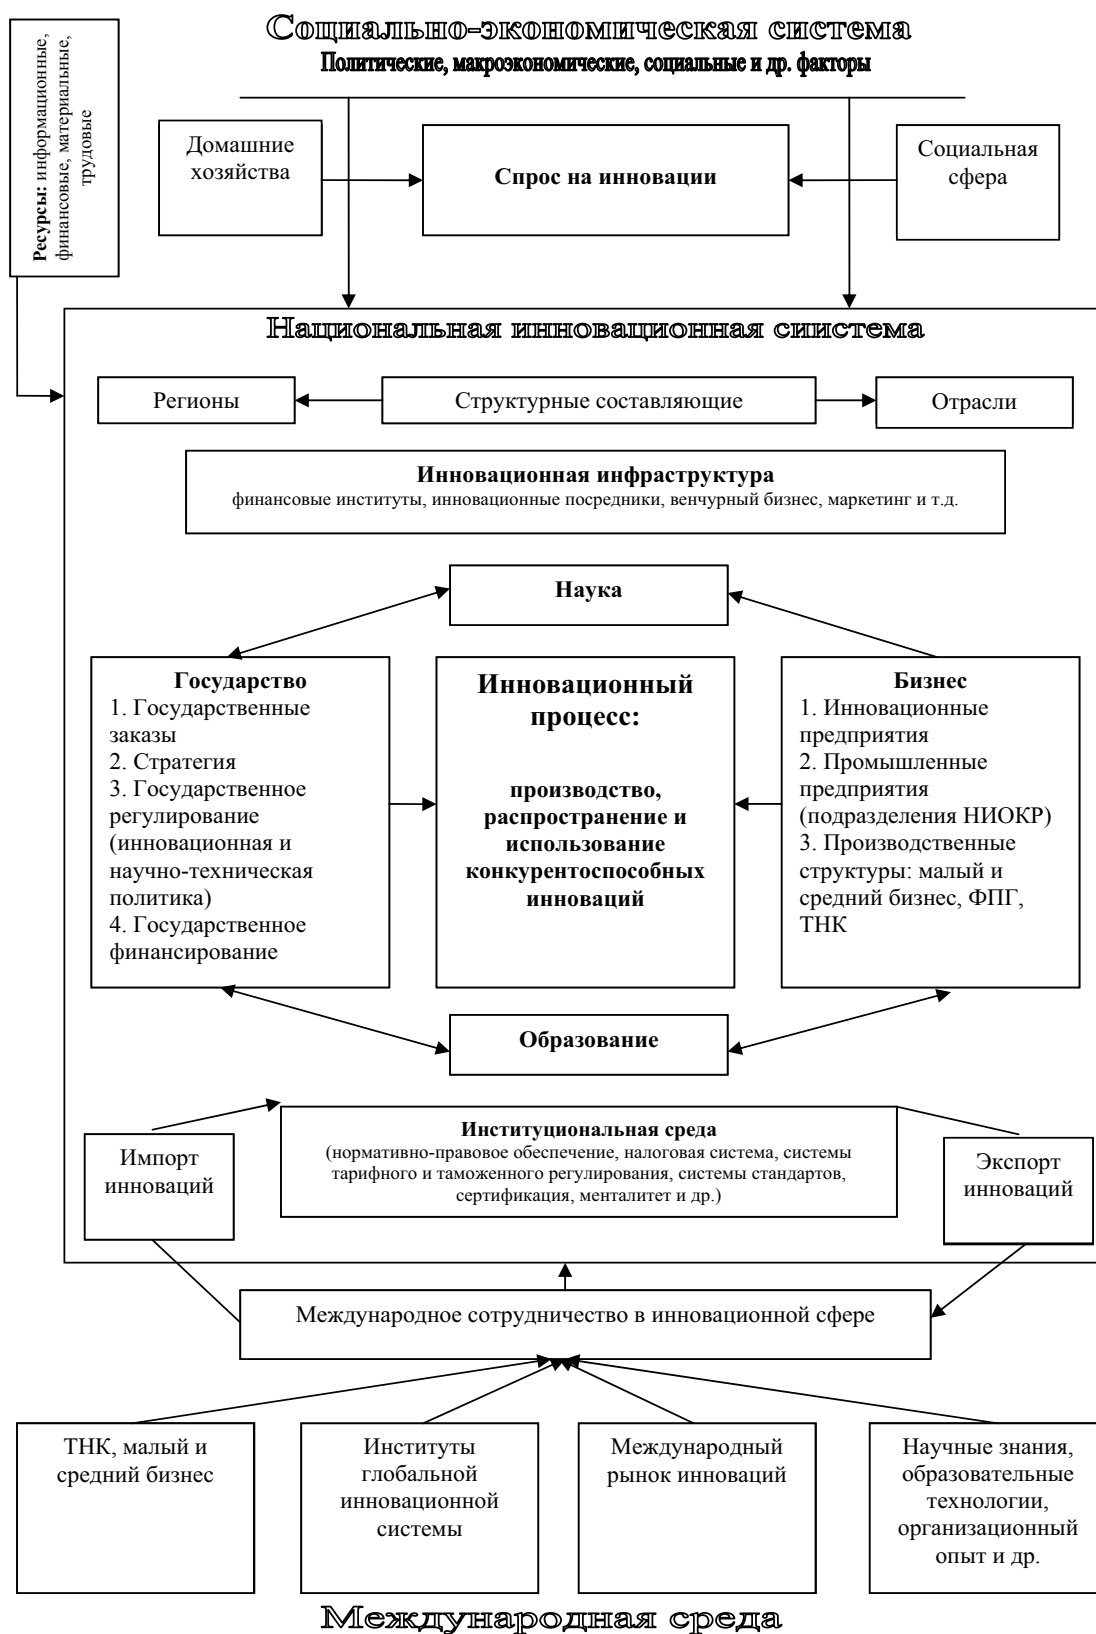 Социально-экономическая система
Политические, макроэкономические, социальные и др. факторы
Ресурсы: информационные,
финансовые, материальные,
трудовые
Домашние
хозяйства
Спрос на инновации
Социальная
сфера
Национальная инновационная сиистема
Регионы
Структурные составляющие
Отрасли
Инновационная инфраструктура
финансовые институты, инновационные посредники, венчурный бизнес, маркетинг и т.д.
Наука
Государство
1. Государственные
заказы
2. Стратегия
3. Государственное
регулирование
(инновационная и
научно-техническая
политика)
4. Государственное
финансирование
Инновационный
процесс:
производство,
распространение и
использование
конкурентоспособных
инноваций
Бизнес
1. Инновационные
предприятия
2. Промышленные
предприятия
(подразделения НИОКР)
3. Производственные
структуры: малый и
средний бизнес, ФПГ,
ТНК
Образование
Импорт
инноваций
Институциональная среда
(нормативно-правовое обеспечение, налоговая система, системы
тарифного и таможенного регулирования, системы стандартов,
сертификация, менталитет и др.)
Экспорт
инноваций
Международное сотрудничество в инновационной сфере
ТНК, малый и
средний бизнес
Институты
глобальной
инновационной
системы
Международный
рынок инноваций
Научные знания,
образовательные
технологии,
организационный
опыт и др.
Международная среда